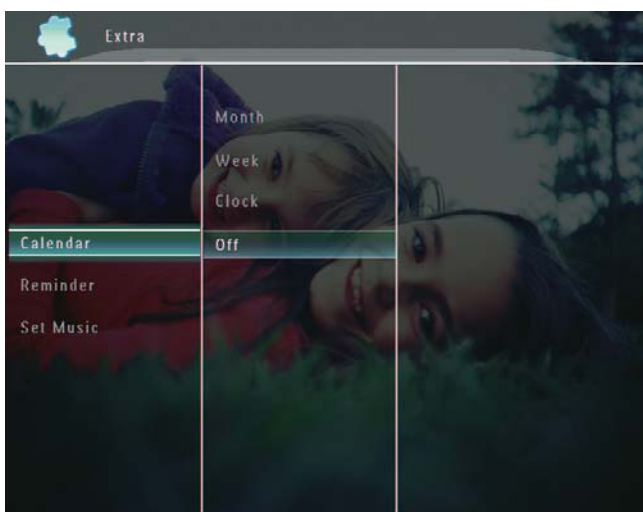 Extra
Month
Week
Clock
Calendar
Off
Reminder
Set Music